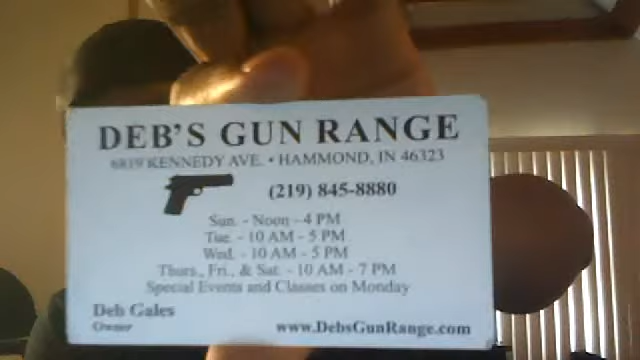 DEB'S GUN RANGE
6819 KENNEDY AVE. • HAMMOND, IN 46323
(219) 845-8880
Sun. - Noon - 4 PM
Tue. - 10 AM - 5 PM
Wed. - 10 AM - 5 PM
Thurs., Fri., & Sat. - 10 AM - 7 PM
Special Events and Classes on Monday
Deb Gales
Owner
www.DebsGunRange.com